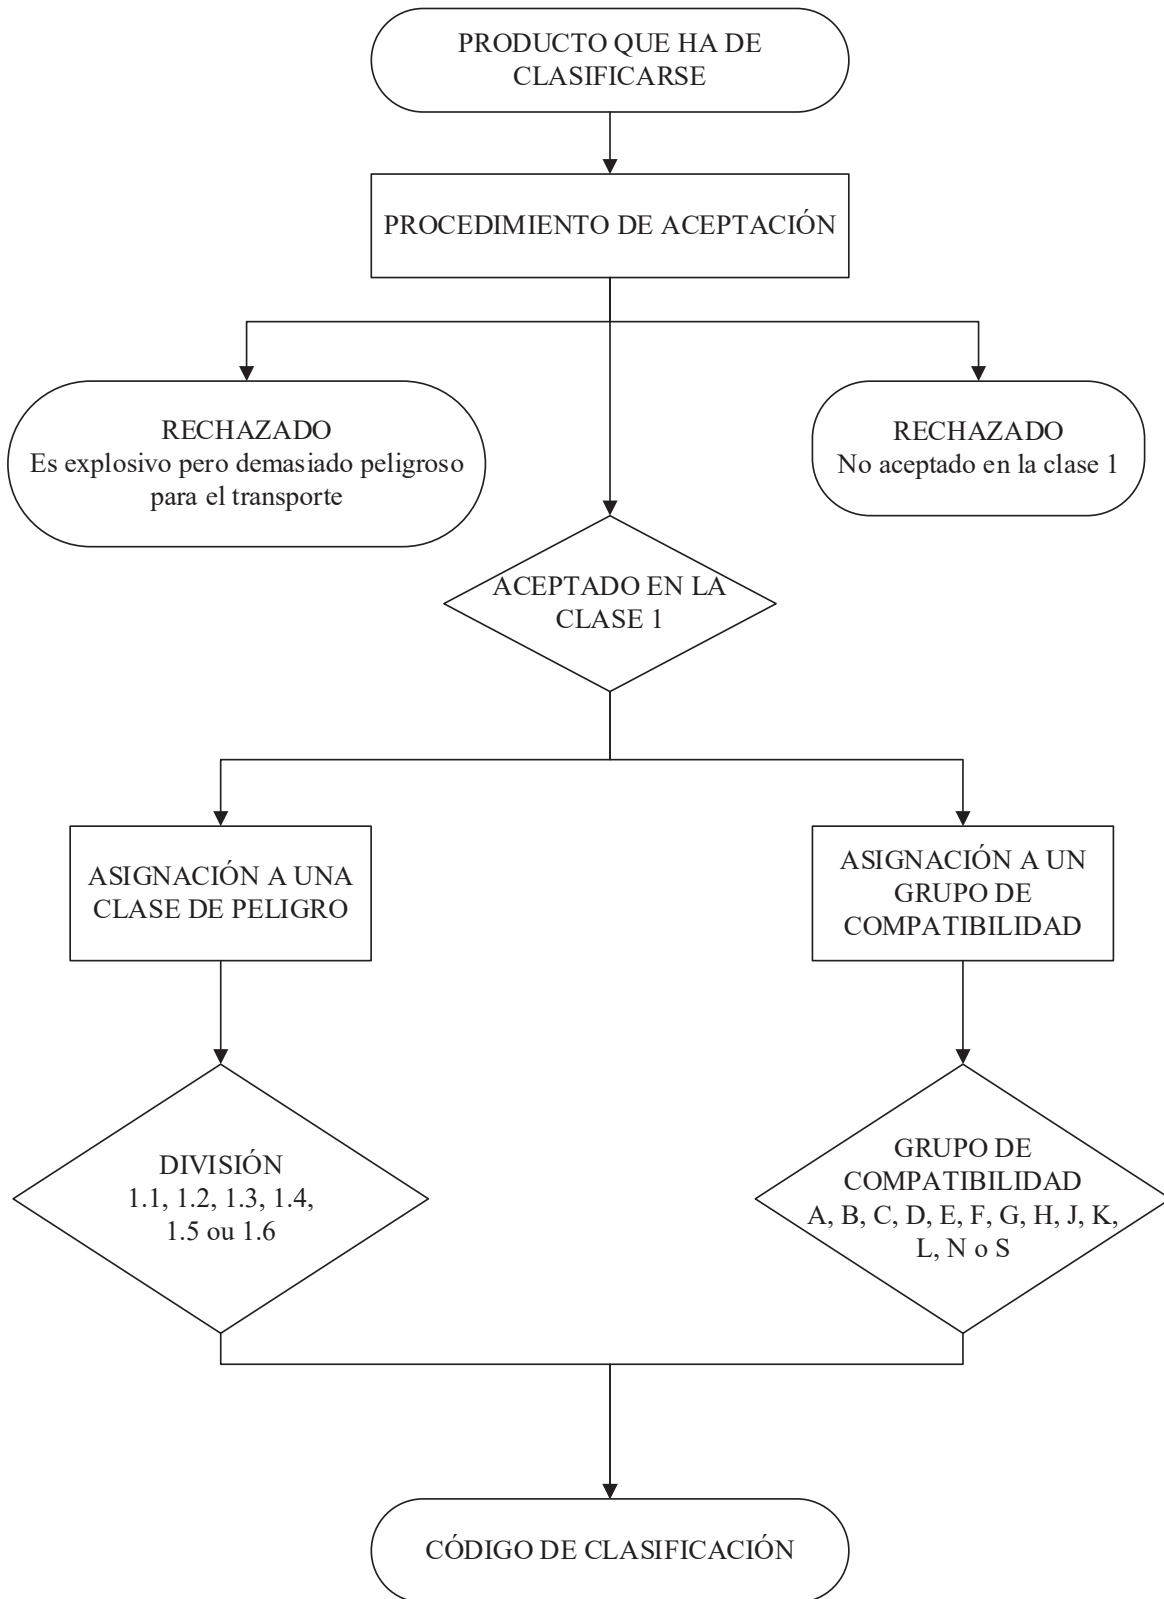 PRODUCTO QUE HA DE
CLASIFICARSE
PROCEDIMIENTO DE ACEPTACIÓN
RECHAZADO
Es explosivo pero demasiado peligroso
para el transporte
RECHAZADO
No aceptado en la clase 1
ACEPTADO EN LA
CLASE 1
ASIGNACIÓN A UNA
CLASE DE PELIGRO
ASIGNACIÓN A UN
GRUPO DE
COMPATIBILIDAD
DIVISIÓN
1.1, 1.2, 1.3, 1.4,
1.5 ou 1.6
GRUPO DE
COMPATIBILIDAD
A, B, C, D, E, F, G, H, J, K,
L, N o S
CÓDIGO DE CLASIFICACIÓN